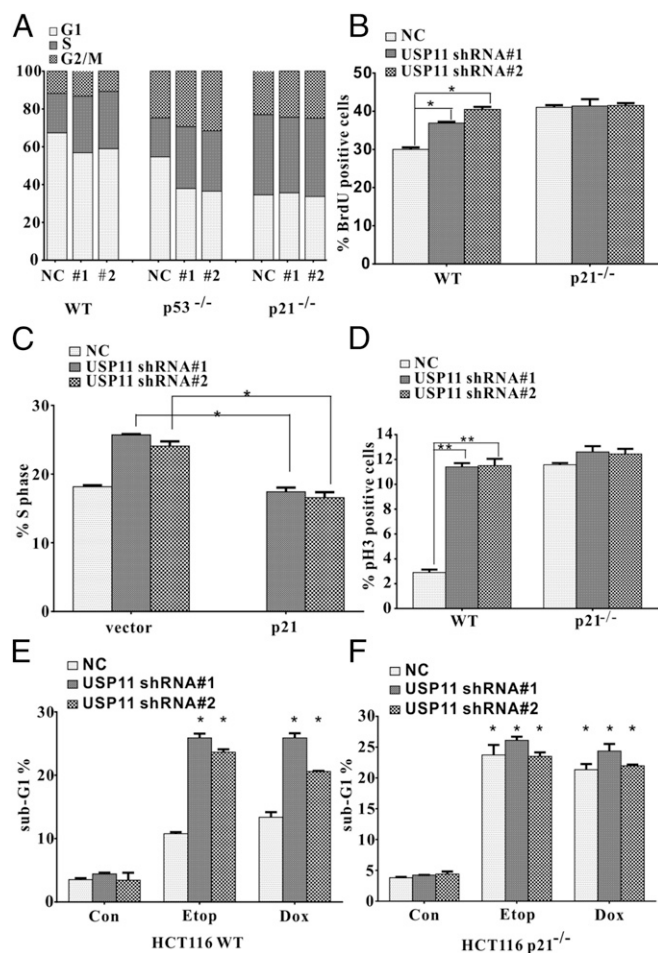 A
G1
S
G2/M
100
80
60
40
20
0
NC #1 #2 NC #1 #2 NC #1 #2
WT p53 -/- p21 -/-
B
NC
USP11 shRNA#1
USP11 shRNA#2
% BrdU positive cells
50
40
30
20
10
0
* *
WT p21-/-
C
NC
USP11 shRNA#1
USP11 shRNA#2
% S phase
30
20
10
0
*
*
vector p21
D
NC
USP11 shRNA#1
USP11 shRNA#2
% pH3 positive cells
14
12
10
8
6
4
2
0
** **
WT p21-/-
E
NC
USP11 shRNA#1
USP11 shRNA#2
sub-G1 %
30
20
10
0
* * * *
Con Etop Dox
HCT116 WT
F
NC
USP11 shRNA#1
USP11 shRNA#2
sub-G1 %
30
25
20
15
10
5
0
* * * * * *
Con Etop Dox
HCT116 p21-/-